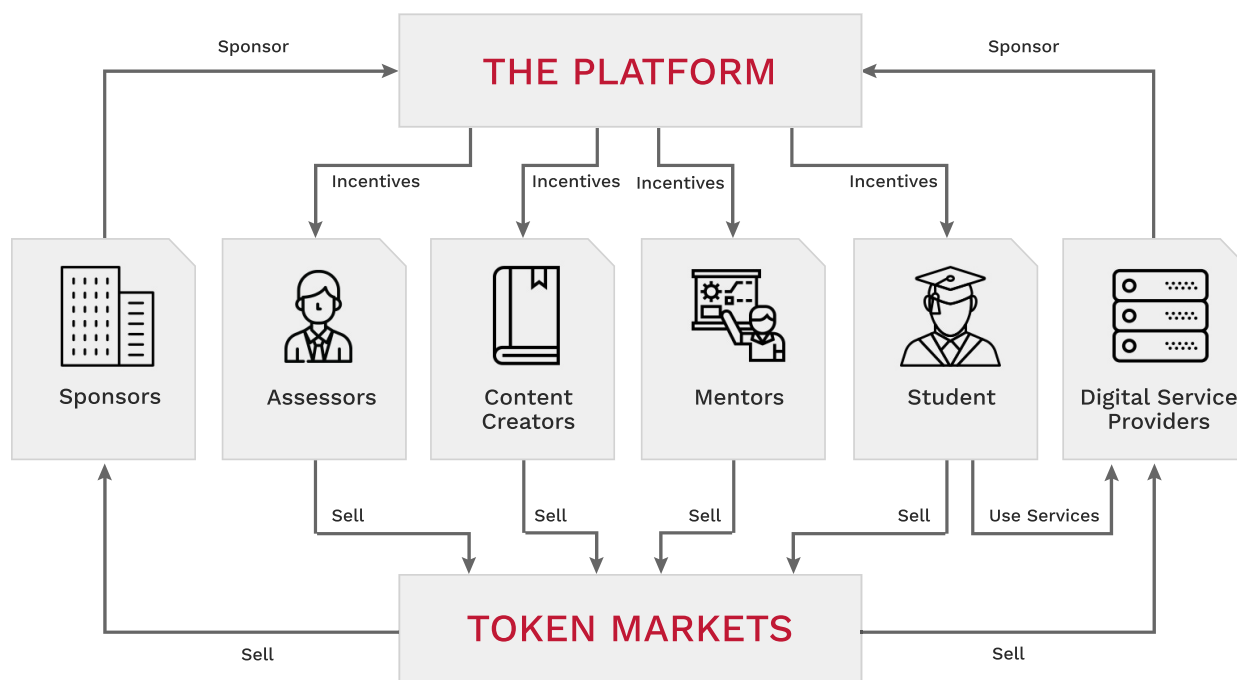 Sponsor
Sponsor
THE PLATFORM
Incentives
Incentives
Incentives
Incentives
Sponsors
Assessors
Content
Creators
Mentors
Student
Digital Service
Providers
Sell
Sell
Sell
Sell
Use Services
TOKEN MARKETS
Sell
Sell